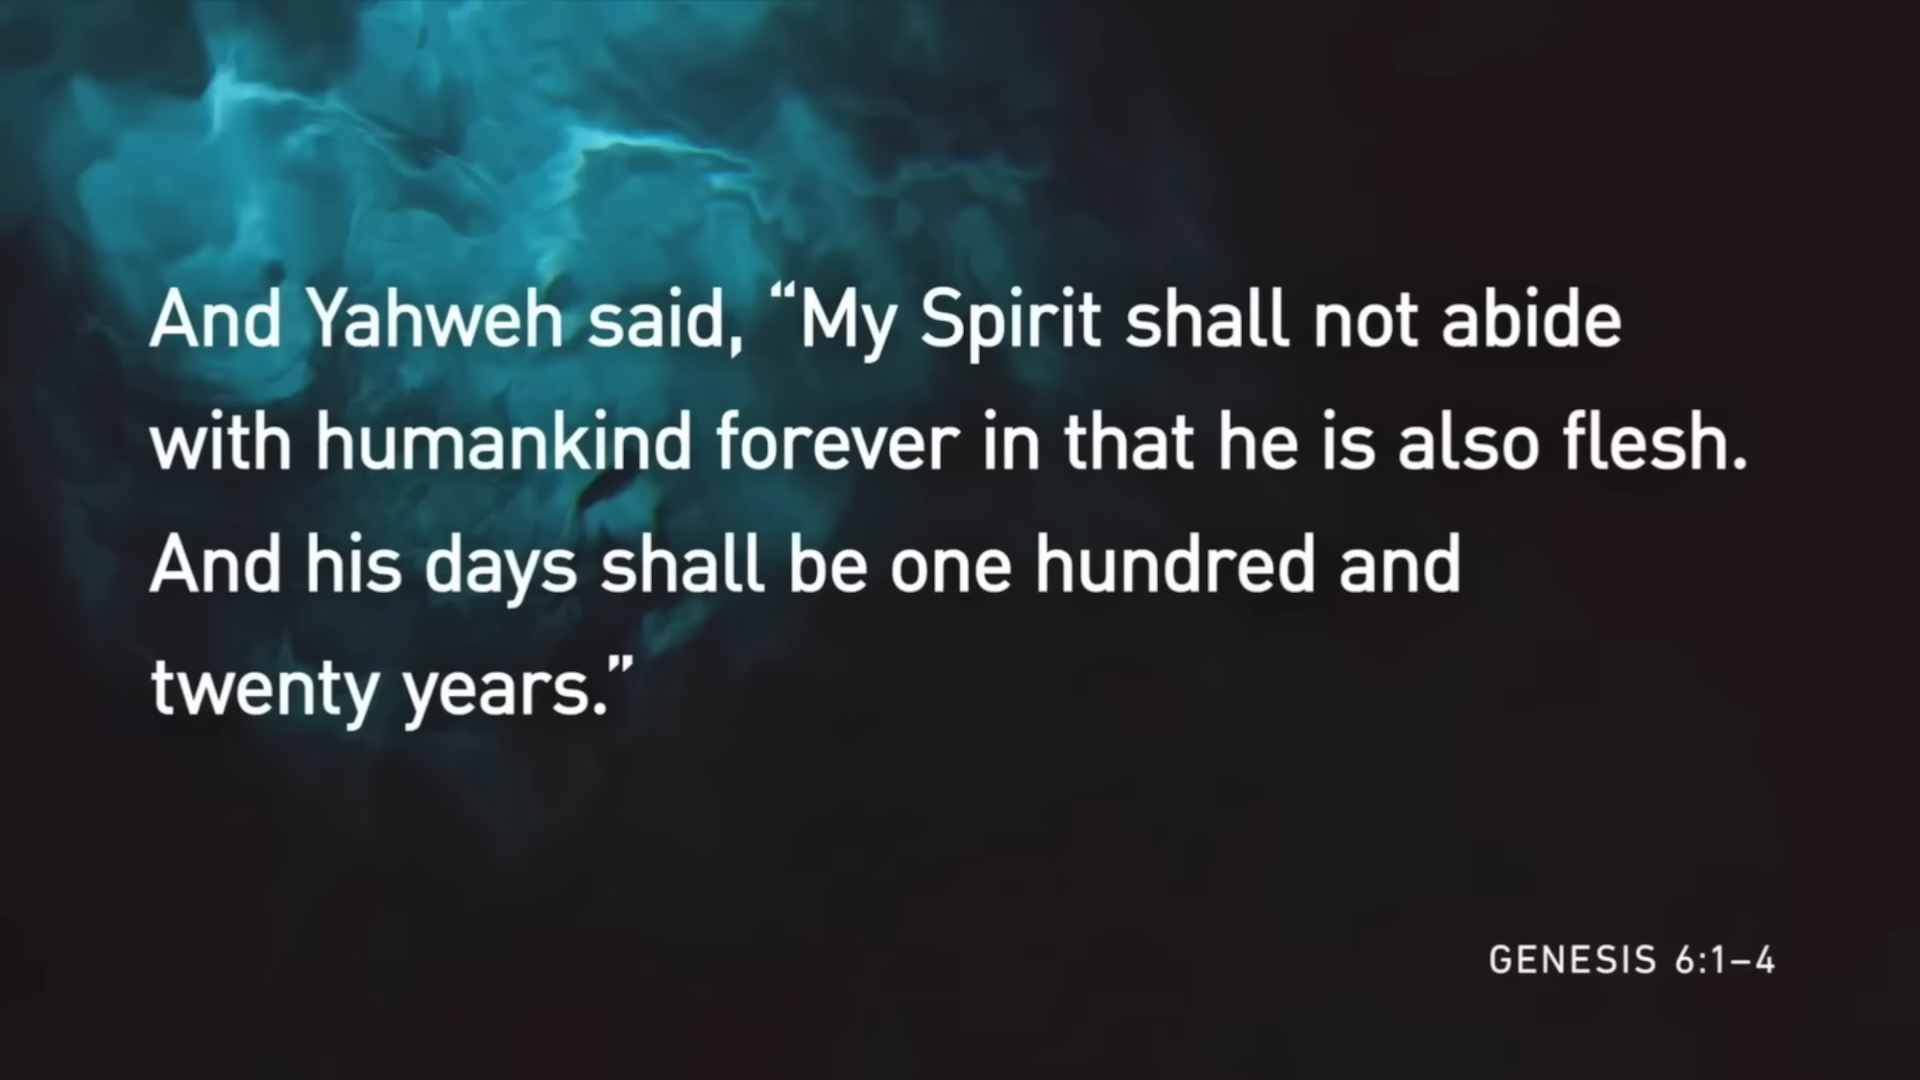 And Yahweh said, “My Spirit shall not abide
with humankind forever in that he is also flesh.
And his days shall be one hundred and
twenty years.”
GENESIS 6:1–4